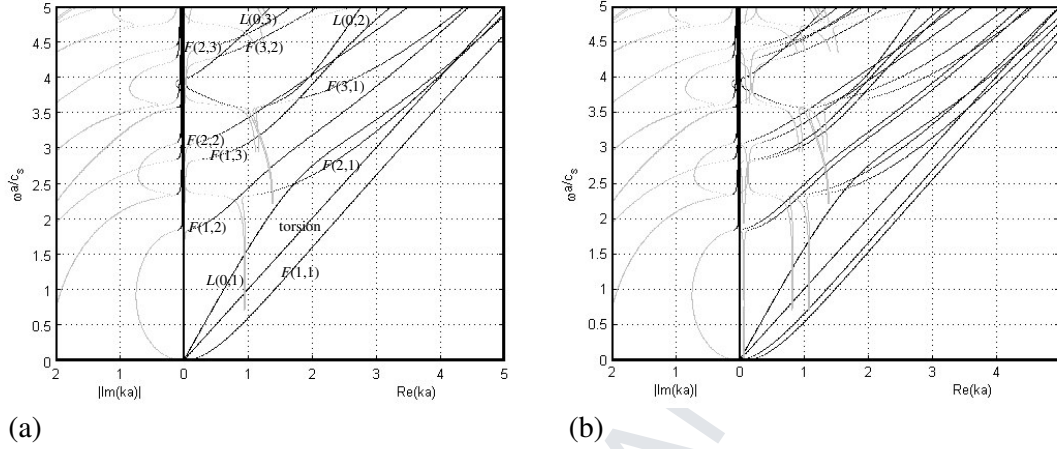 5
4.5
4
3.5
3
2.5
2
1.5
1
0.5
0
ωa/c_s
L(0,3)
L(0,2)
F(2,3)
F(3,2)
F(3,1)
F(2,2)
F(1,3)
F(2,1)
F(1,2)
torsion
L(0,1)
F(1,1)
2 1 0 1 2 3 4 5
|Im(ka)| Re(ka)
(a)
5
4.5
4
3.5
3
2.5
2
1.5
1
0.5
0
ωa/c_s
2 1 0 1 2 3 4
|Im(ka)| Re(ka)
(b)